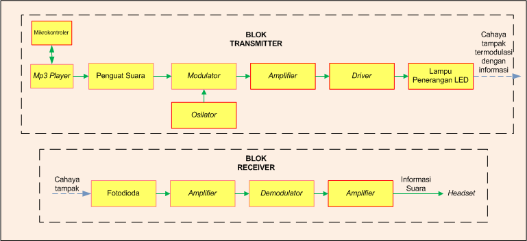 BLOK
TRANSMITTER
Mikrokontroler
Cahaya
tampak
termodulasi
dengan
informasi
Mp3 Player
Penguat Suara
Modulator
Amplifier
Driver
Lampu
Penerangan LED
Osilator
BLOK
RECEIVER
Cahaya
tampak
Fotodioda
Amplifier
Demodulator
Amplifier
Informasi
Suara
Headset